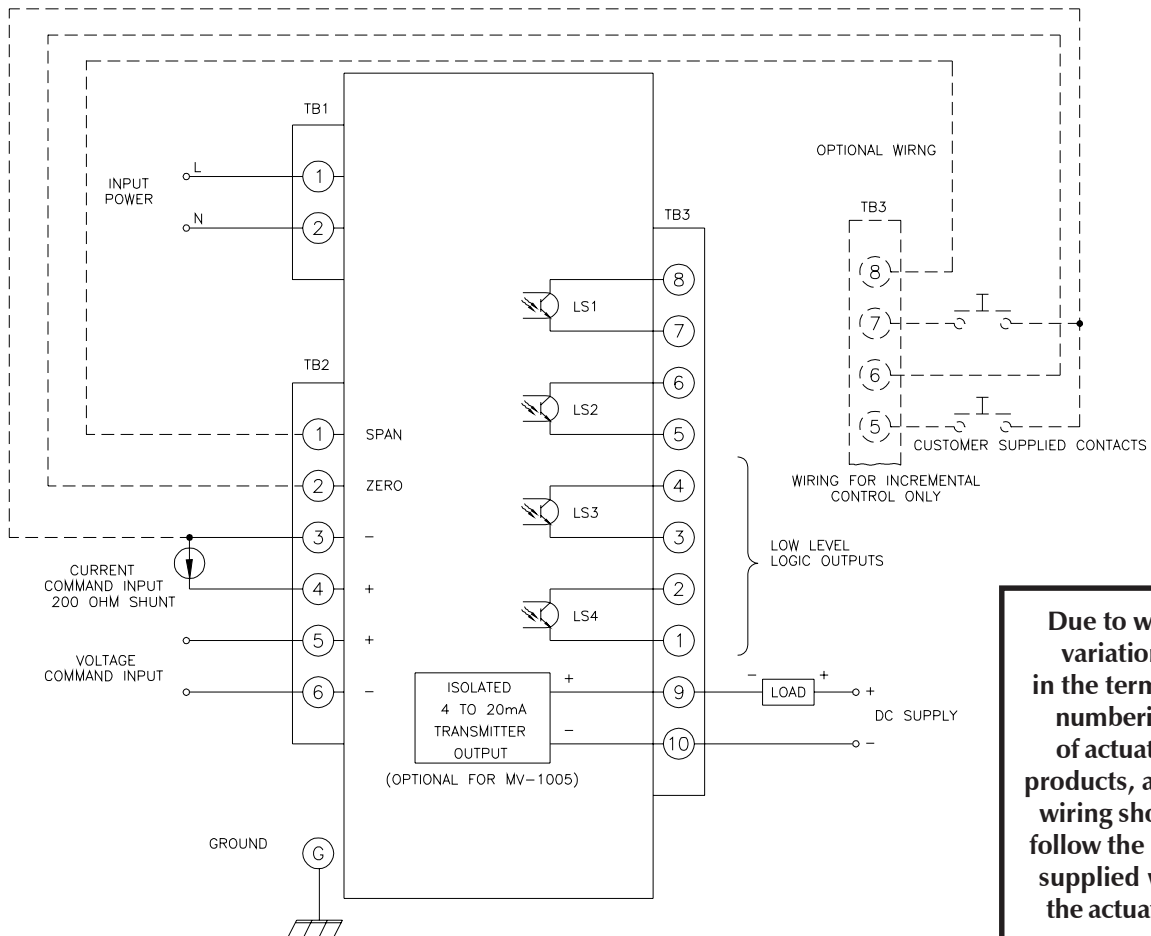 TB1
L
INPUT
POWER
N
1
2
TB2
1
SPAN
2
ZERO
3
-
4
+
5
+
6
-
CURRENT
COMMAND INPUT
200 OHM SHUNT
VOLTAGE
COMMAND INPUT
GROUND
G
TB3
8
LS1
7
6
LS2
5
4
LS3
3
2
LS4
1
ISOLATED
4 TO 20mA
TRANSMITTER
OUTPUT
(OPTIONAL FOR MV-1005)
+
9
-
10
LOW LEVEL
LOGIC OUTPUTS
-
LOAD
+
+
DC SUPPLY
-
OPTIONAL WIRNG
TB3
8
7
6
5
CUSTOMER SUPPLIED CONTACTS
WIRING FOR INCREMENTAL
CONTROL ONLY
Due to w
variation
in the term
numberi
of actuat
products, a
wiring sho
follow the
supplied w
the actuat